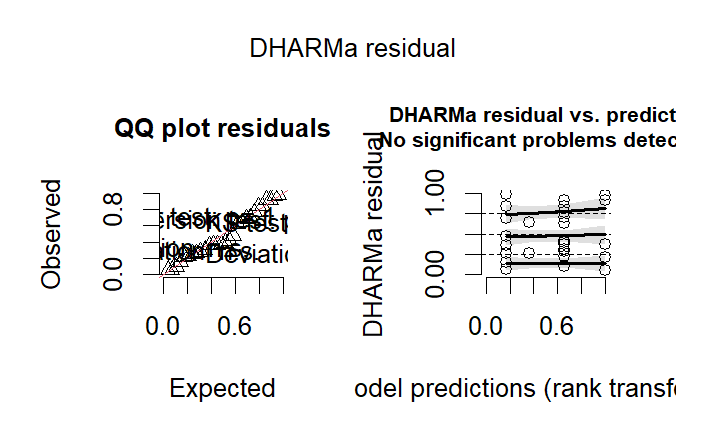 DHARMa residual
QQ plot residuals
Observed
0.0 0.8
0.0 0.6
Expected
DHARMa residual vs. predict
No significant problems detec
DHARMa residual
0.00 1.00
0.0 0.6
odel predictions (rank transfo